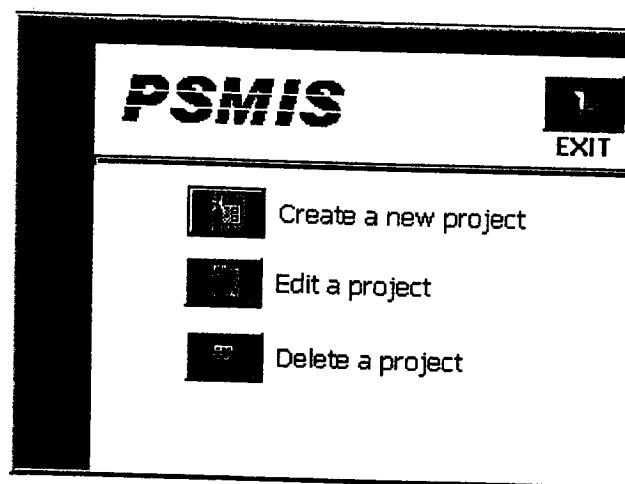 PSMIS
EXIT
Create a new project
Edit a project
Delete a project